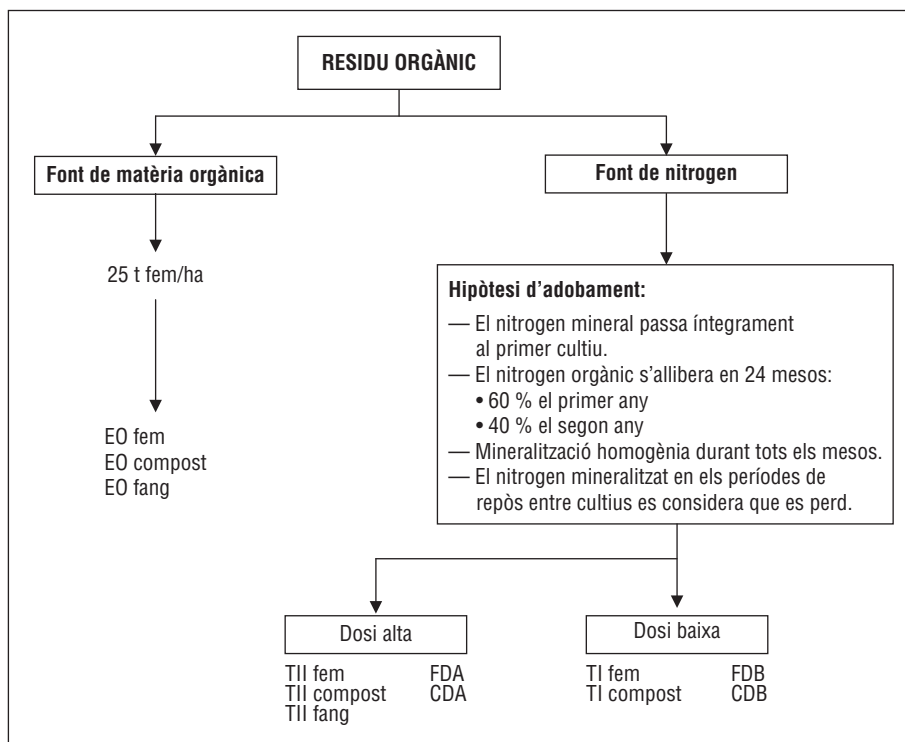 RESIDU ORGÀNIC
Font de matèria orgànica
25 t fem/ha
EO fem
EO compost
EO fang
Font de nitrogen
Hipòtesi d'adobament:
— El nitrogen mineral passa íntegrament
al primer cultiu.
— El nitrogen orgànic s'allibera en 24 mesos:
• 60 % el primer any
• 40 % el segon any
— Mineralització homogènia durant tots els mesos.
— El nitrogen mineralitzat en els períodes de
repòs entre cultius es considera que es perd.
Dosi alta
TII fem FDA
TII compost CDA
TII fang
Dosi baixa
TI fem FDB
TI compost CDB